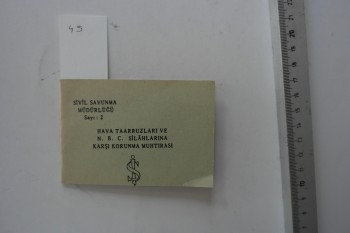 45
SİVİL SAVUNMA
MÜDÜRLÜĞÜ
Sayı : 2
HAVA TAARRUZLARI VE
N. B. C. SİLÂHLARINA
KARŞI KORUNMA MUHTIRASI